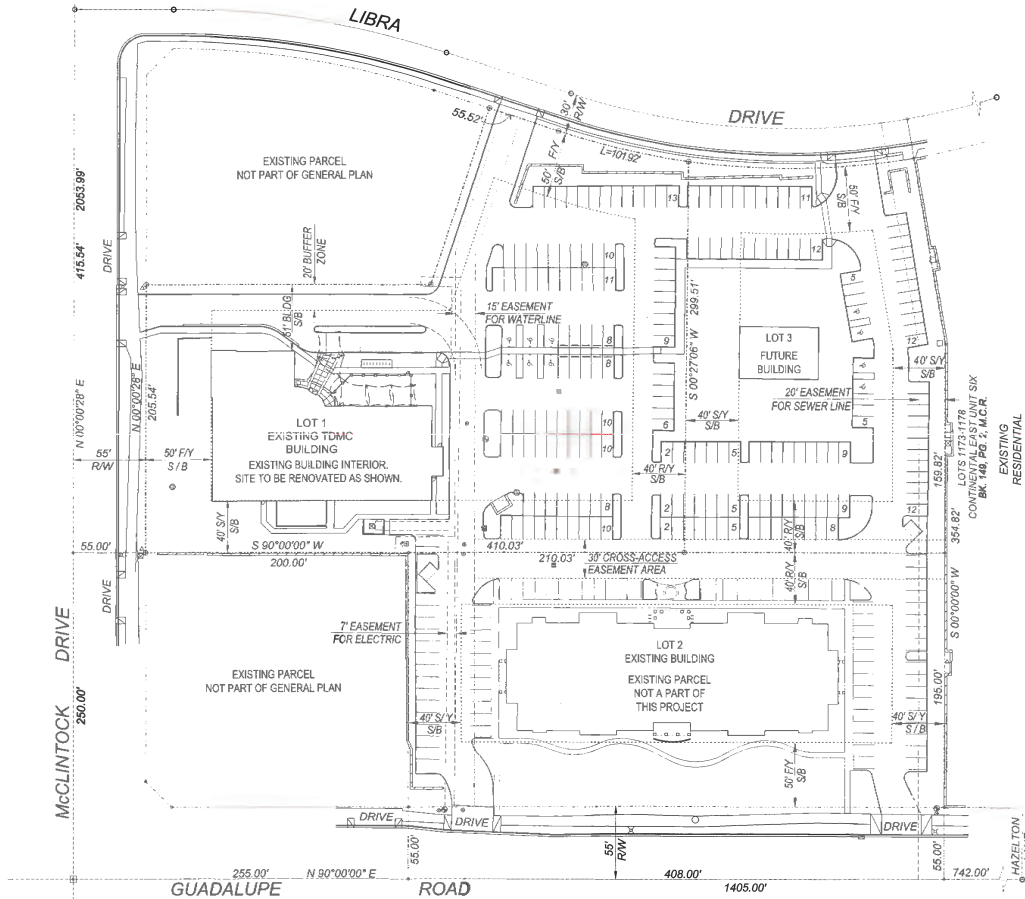 LIBRA
DRIVE
55.52'
30'
R/W
50' F/Y
S/B
L=101.92'
50' F/Y
S/B
EXISTING PARCEL
NOT PART OF GENERAL PLAN
2053.99'
415.54'
DRIVE
20' BUFFER
ZONE
51' BLDG
S/B
13
11
12
10
11
15' EASEMENT
FOR WATERLINE
299.51'
S 00°27'06" W
8
8
9
5
12
LOT 3
FUTURE
BUILDING
40' S/Y
S/B
20' EASEMENT
FOR SEWER LINE
N 00°00'28" E
N 00°00'28" E
205.54'
LOT 1
EXISTING TDMC
BUILDING
EXISTING BUILDING INTERIOR.
SITE TO BE RENOVATED AS SHOWN.
55'
R/W
50' F/Y
S/B
10
10
6
40' S/Y
S/B
5
40' R/Y
S/B
2
5
9
159.82'
LOTS 1173-1178
CONTINENTAL EAST UNIT SIX
BK. 149, PG. 2, M.C.R.
EXISTING
RESIDENTIAL
40' S/Y
S/B
8
10
2
2
5
5
9
8
12
354.82'
55.00'
S 90°00'00" W
200.00'
410.03'
210.03'
30' CROSS-ACCESS
EASEMENT AREA
40' R/Y
S/B
40' R/Y
S/B
S 00°00'00" W
DRIVE
McCLINTOCK DRIVE
250.00'
7' EASEMENT
FOR ELECTRIC
EXISTING PARCEL
NOT PART OF GENERAL PLAN
LOT 2
EXISTING BUILDING
EXISTING PARCEL
NOT A PART OF
THIS PROJECT
195.00'
40' S/Y
S/B
40' S/Y
S/B
50' F/Y
S/B
DRIVE
DRIVE
DRIVE
55.00'
55'
R/W
55.00'
HAZELTON
255.00'
N 90°00'00" E
408.00'
742.00'
GUADALUPE ROAD
1405.00'